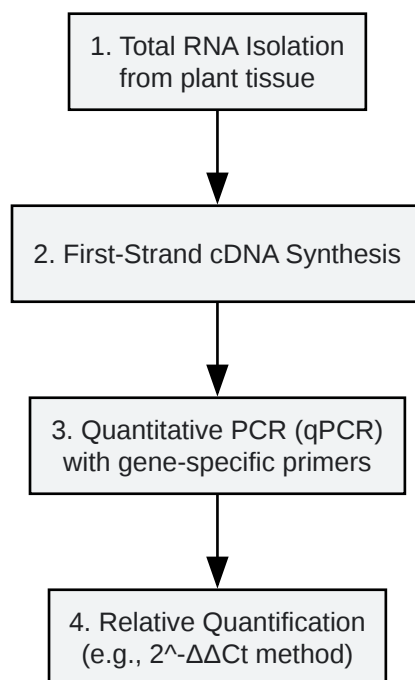 1. Total RNA Isolation
from plant tissue
2. First-Strand cDNA Synthesis
3. Quantitative PCR (qPCR)
with gene-specific primers
4. Relative Quantification
(e.g., 2^-ΔΔCt method)